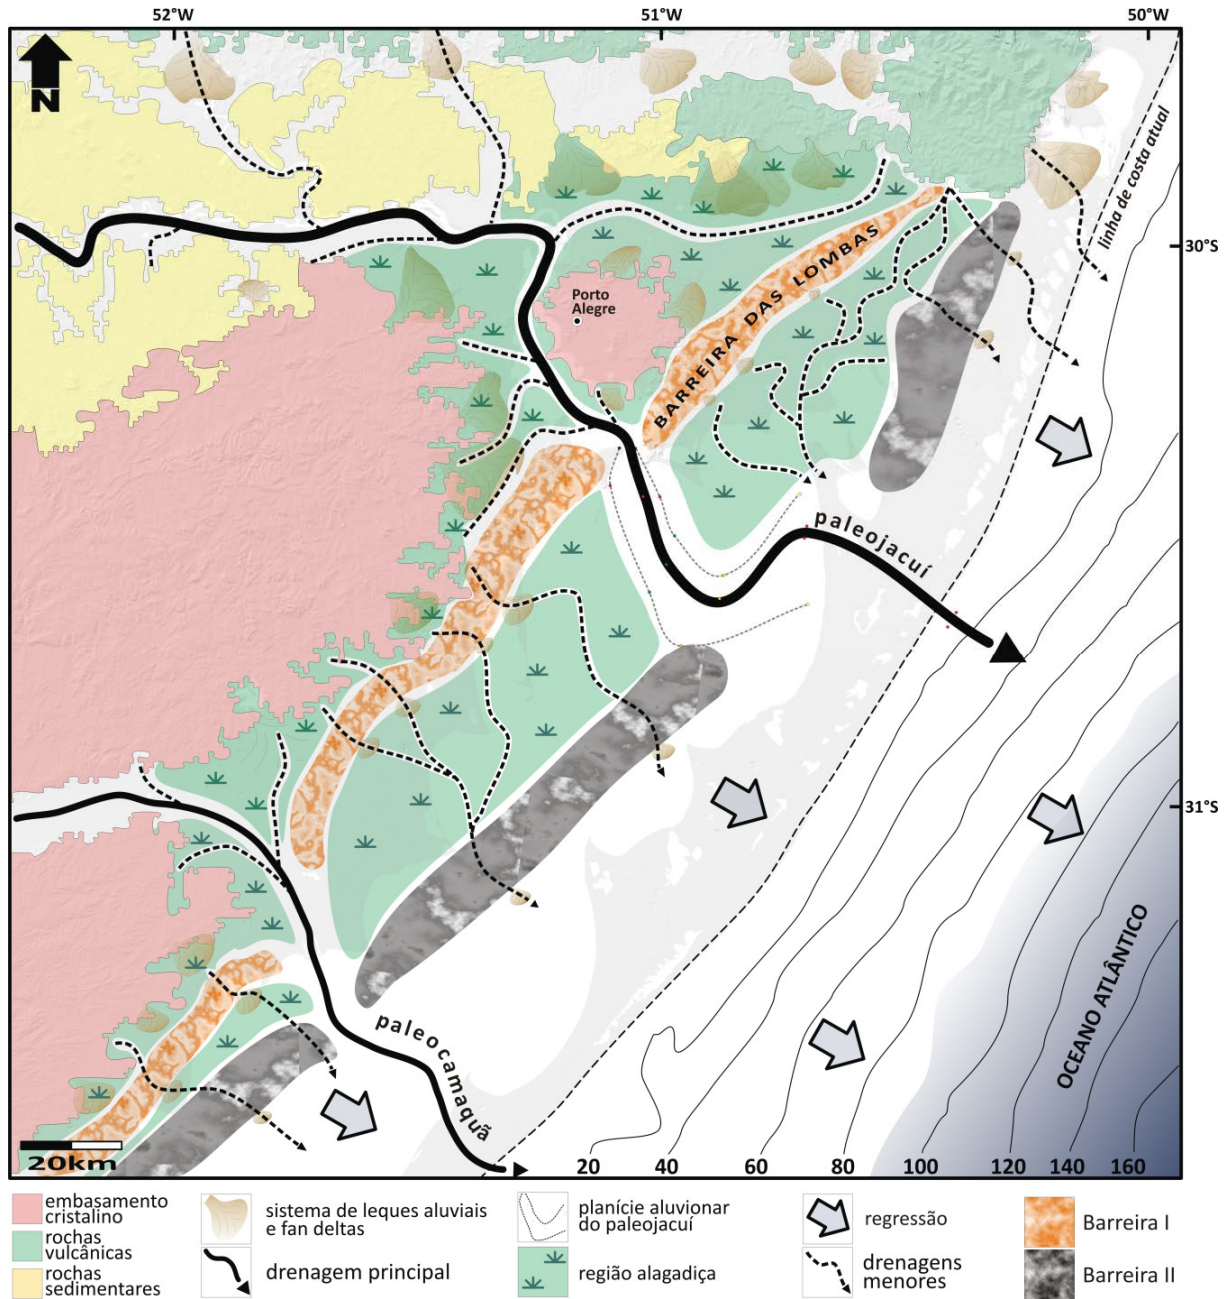 52°W
51°W
50°W
N
linha de costa atual
30°S
Porto
Alegre
BARREIRA DAS LOMBAS
paleojacuí
31°S
OCEANO ATLÂNTICO
paleocamaquã
20km
20
40
60
80
100
120
140
160
embasamento
cristalino
rochas
vulcânicas
rochas
sedimentares
sistema de leques aluviais
e fan deltas
drenagem principal
planície aluvionar
do paleojacuí
região alagadiça
regressão
drenagens
menores
Barreira I
Barreira II